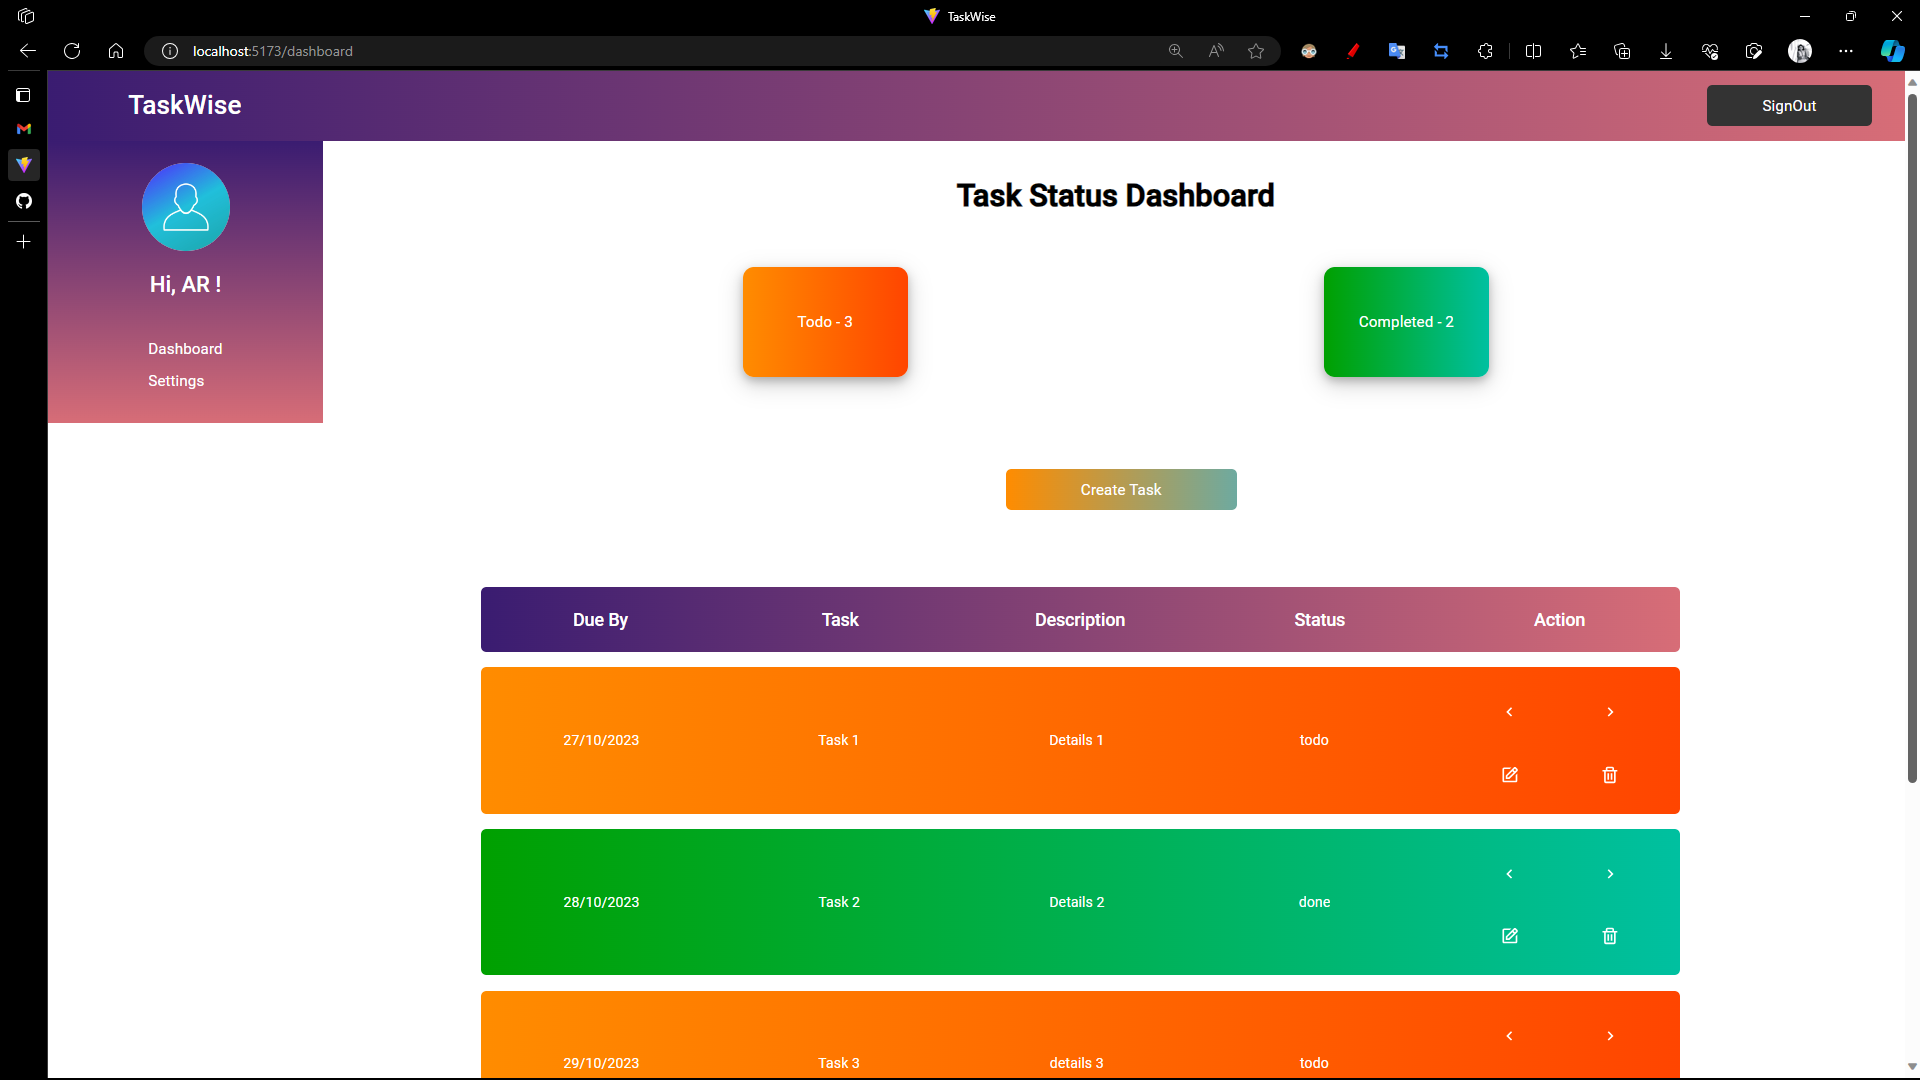 TaskWise
localhost:5173/dashboard
TaskWise
SignOut
Hi, AR !
Dashboard
Settings
Task Status Dashboard
Todo - 3
Completed - 2
Create Task
Due By Task Description Status Action
27/10/2023 Task 1 Details 1 todo
28/10/2023 Task 2 Details 2 done
29/10/2023 Task 3 details 3 todo